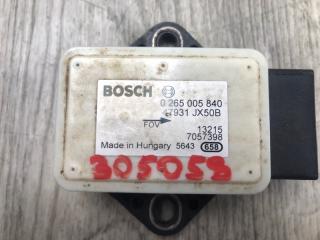 BOSCH
0 265 005 840
47931 JX50B
FOV
13215
7057398
Made in Hungary 5643 658
305058